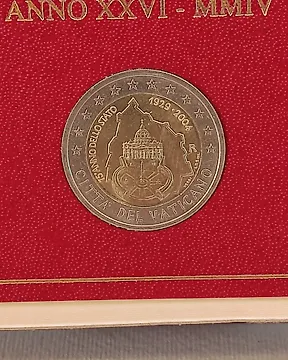 ANNO XXVI - MMIV
75° ANNO DELLO STATO
1929 - 2004
R
CITTÀ DEL VATICANO